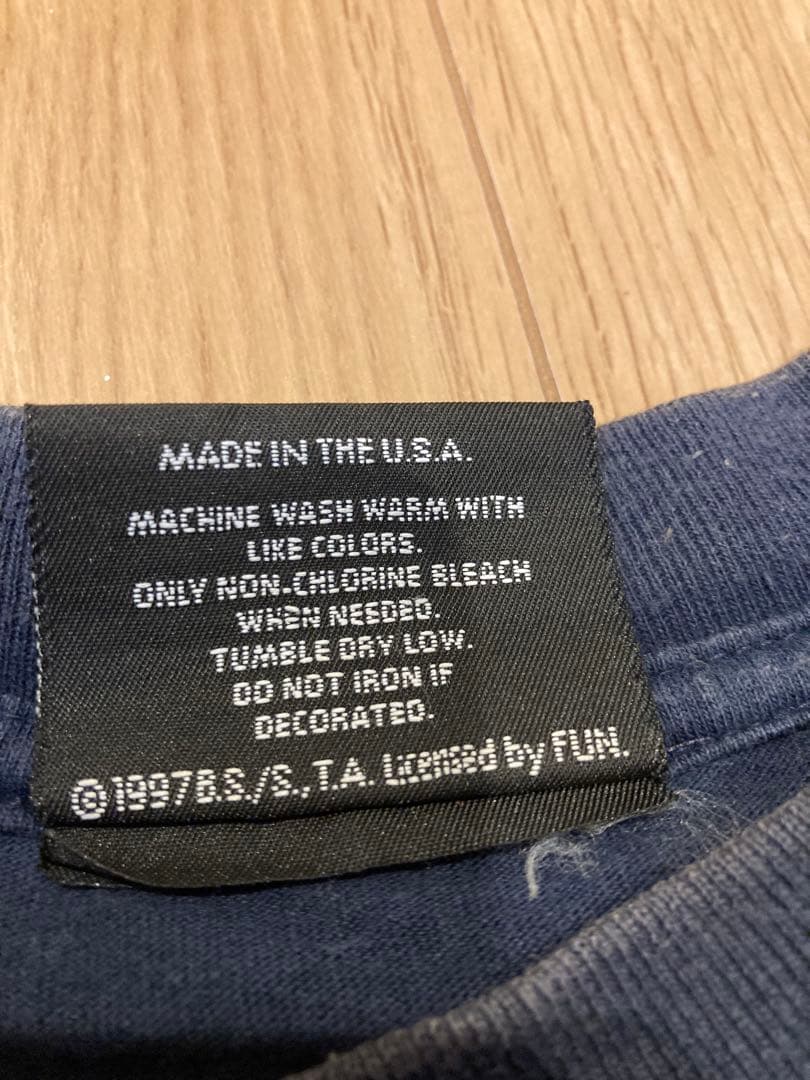 MADE IN THE U.S.A.
MACHINE WASH WARM WITH
LIKE COLORS.
ONLY NON-CHLORINE BLEACH
WHEN NEEDED.
TUMBLE DRY LOW.
DO NOT IRON IF
DECORATED.
©1997 B.S./S., T.A. Licensed by FUN.